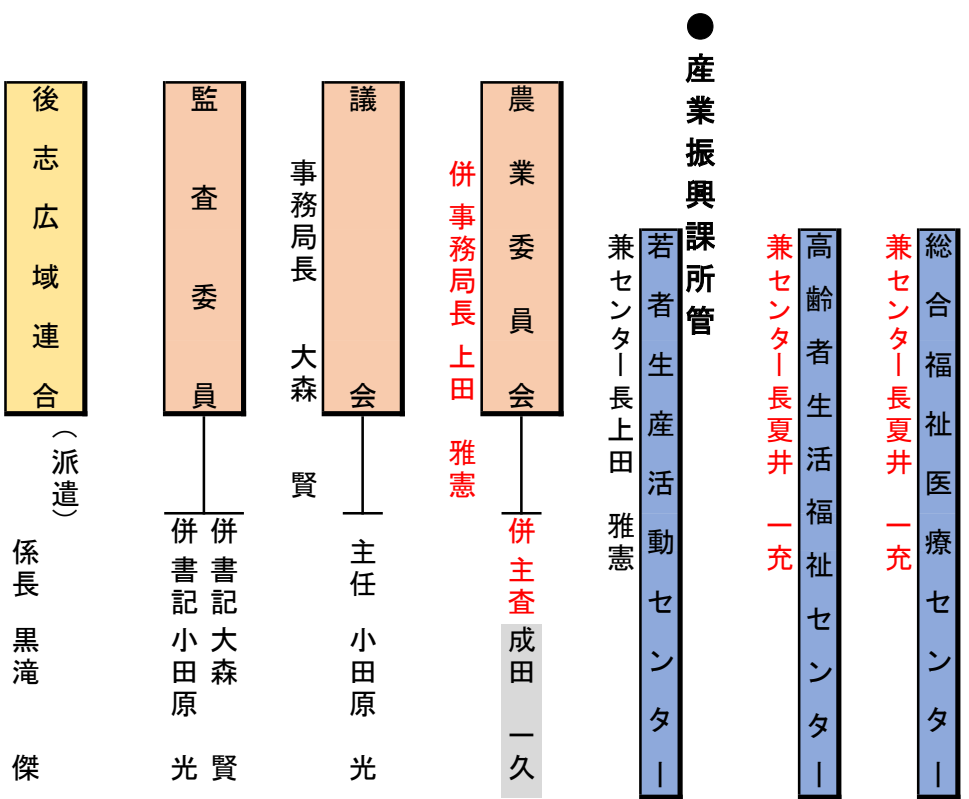 総合福祉医療センター
兼センター長夏井 一充
高齢者生活福祉センター
兼センター長夏井 一充
●産業振興課所管
若者生産活動センター
兼センター長上田 雅憲
農業委員会
併 事務局長 上田 雅憲
併 主査 成田 一久
議会
事務局長 大森 賢
主任 小田原 光
監査委員
併 書記 大森 賢
併 書記 小田原 光
後志広域連合
（派遣）
係長 黒滝 傑